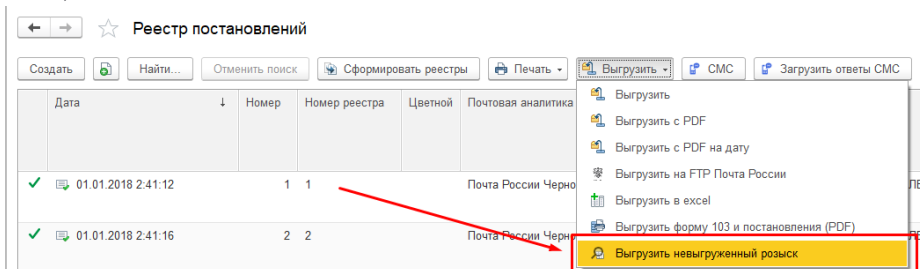 Реестр постановлений
Создать Найти... Отменить поиск Сформировать реестры Печать Выгрузить СМС Загрузить ответы СМС
Дата ↓ Номер Номер реестра Цветной Почтовая аналитика
Выгрузить
Выгрузить с PDF
Выгрузить с PDF на дату
Выгрузить на FTP Почта России
01.01.2018 2:41:12 1 1 Почта России Черно
Выгрузить в excel
Выгрузить форму 103 и постановления (PDF)
01.01.2018 2:41:16 2 2 Почта России Черно
Выгрузить невыгруженный розыск